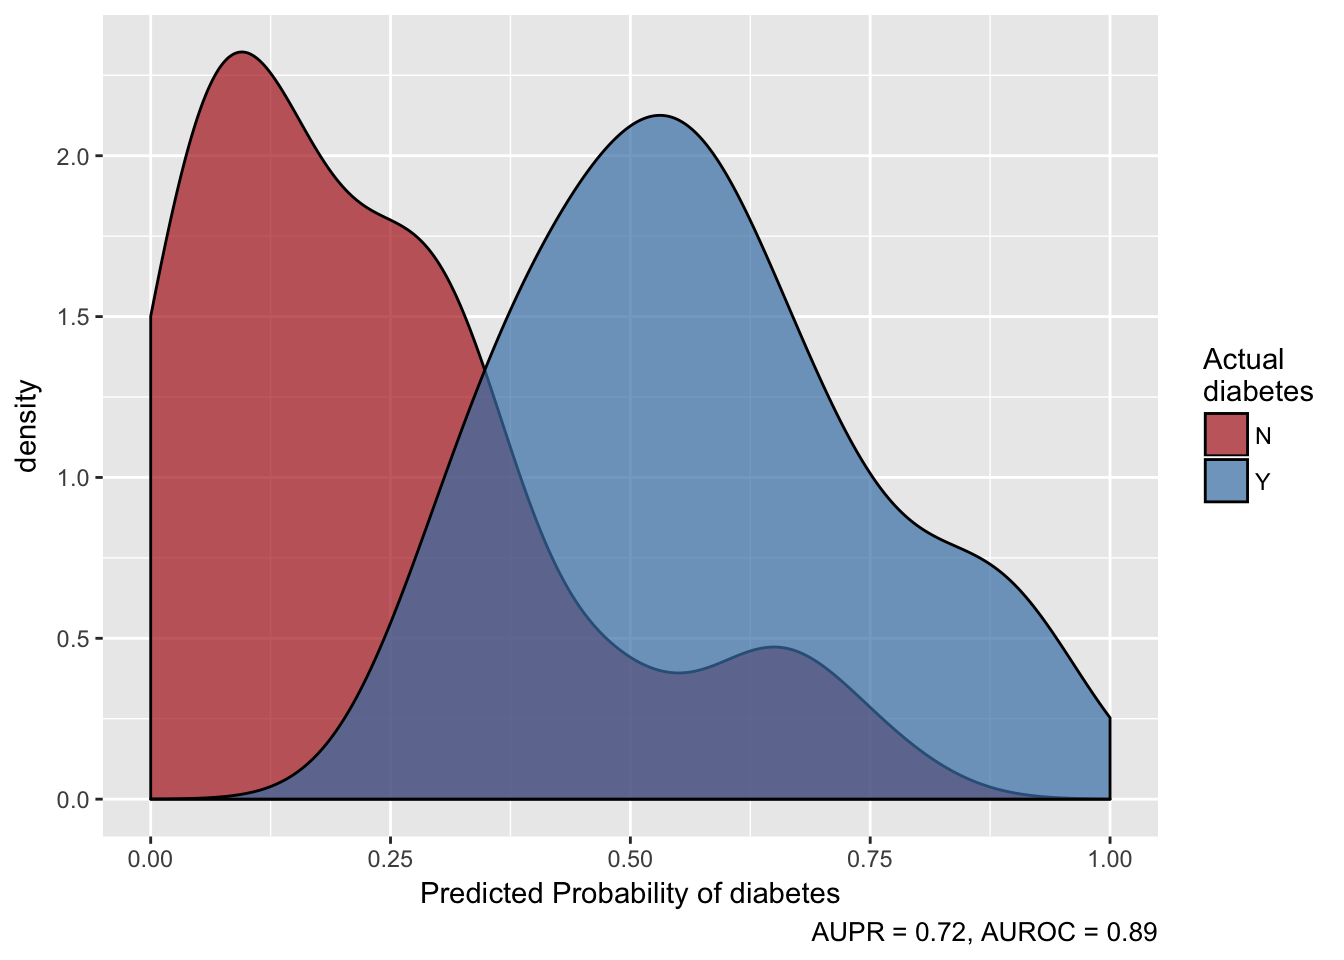 density
2.0
1.5
1.0
0.5
0.0
0.00 0.25 0.50 0.75 1.00
Predicted Probability of diabetes
AUPR = 0.72, AUROC = 0.89
Actual
diabetes
N
Y